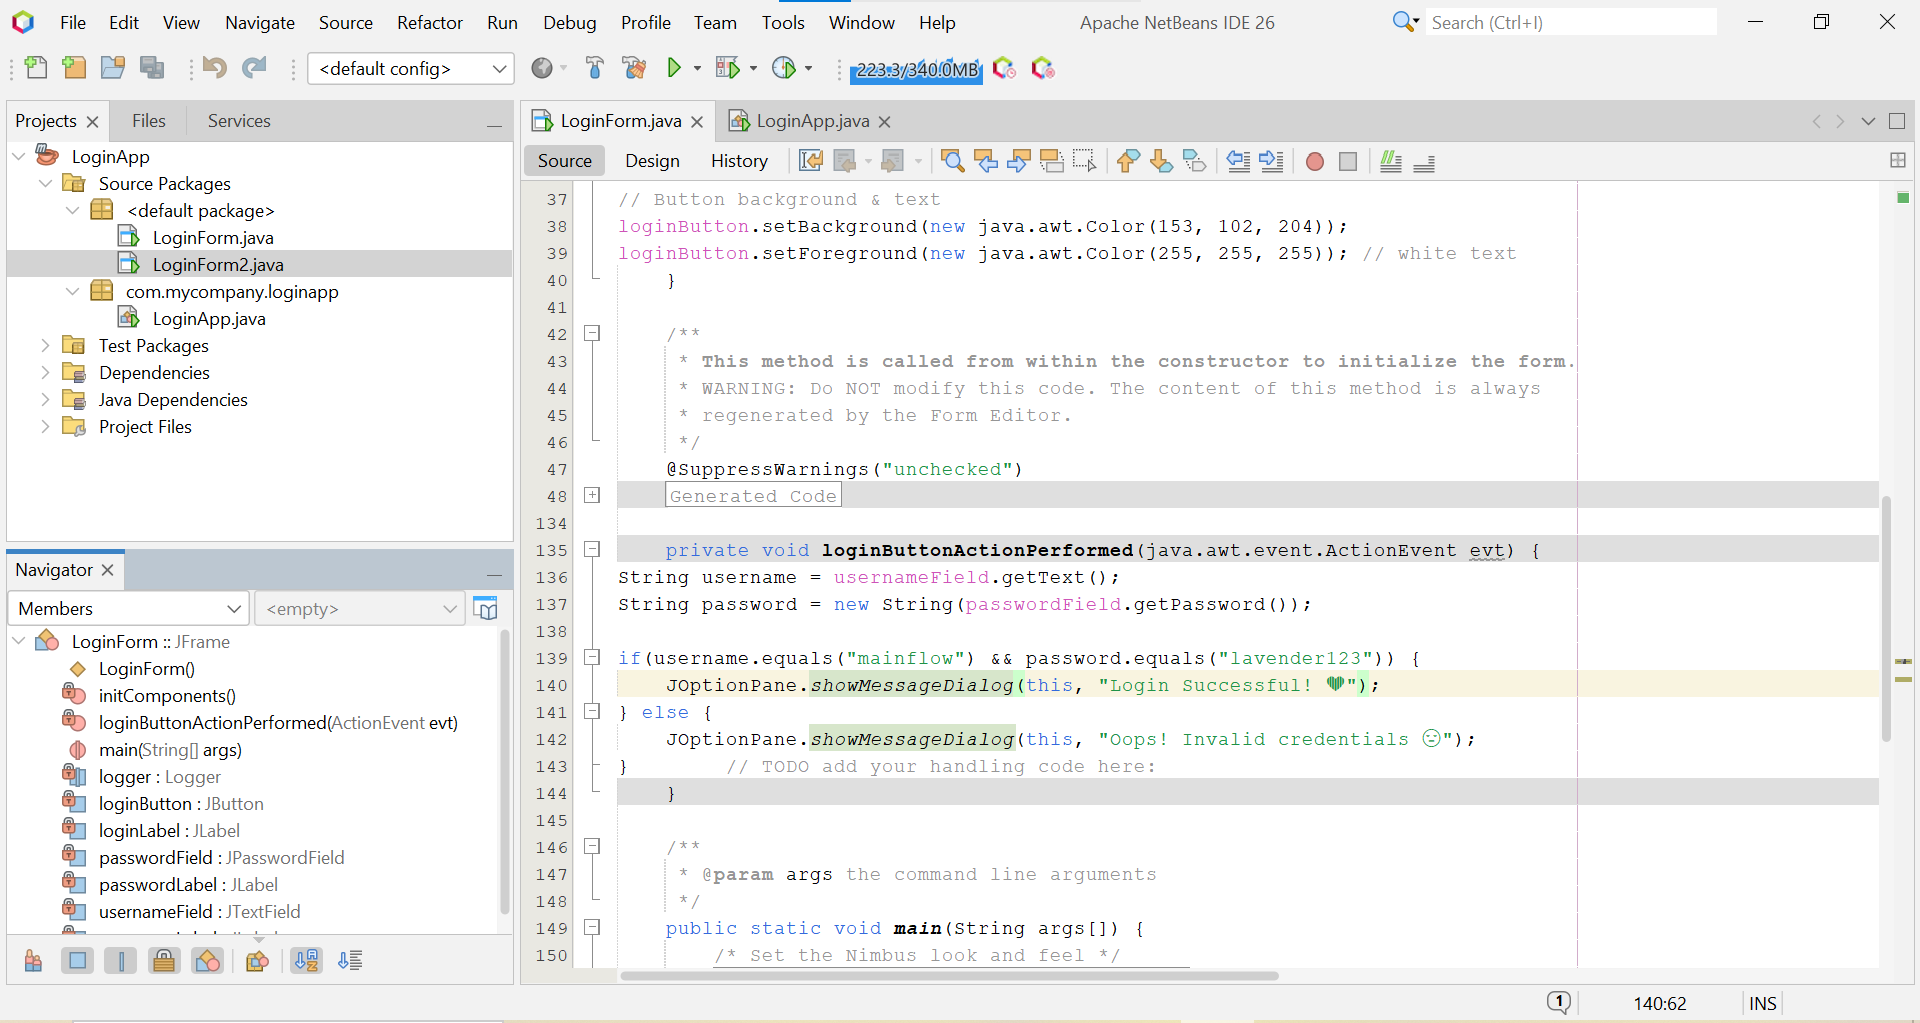 File Edit View Navigate Source Refactor Run Debug Profile Team Tools Window Help Apache NetBeans IDE 26 Search (Ctrl+I)
<default config> 223.3/340.0MB
Projects Files Services
LoginApp
Source Packages
<default package>
LoginForm.java
LoginForm2.java
com.mycompany.loginapp
LoginApp.java
Test Packages
Dependencies
Java Dependencies
Project Files
Navigator
Members <empty>
LoginForm :: JFrame
LoginForm()
initComponents()
loginButtonActionPerformed(ActionEvent evt)
main(String[] args)
logger : Logger
loginButton : JButton
loginLabel : JLabel
passwordField : JPasswordField
passwordLabel : JLabel
usernameField : JTextField
LoginForm.java LoginApp.java
Source Design History
37 // Button background & text
38 loginButton.setBackground(new java.awt.Color(153, 102, 204));
39 loginButton.setForeground(new java.awt.Color(255, 255, 255)); // white text
40 }
41
42 /**
43 * This method is called from within the constructor to initialize the form.
44 * WARNING: Do NOT modify this code. The content of this method is always
45 * regenerated by the Form Editor.
46 */
47 @SuppressWarnings("unchecked")
48 Generated Code
134
135 private void loginButtonActionPerformed(java.awt.event.ActionEvent evt) {
136 String username = usernameField.getText();
137 String password = new String(passwordField.getPassword());
138
139 if(username.equals("mainflow") && password.equals("lavender123")) {
140 JOptionPane.showMessageDialog(this, "Login Successful! 💜");
141 } else {
142 JOptionPane.showMessageDialog(this, "Oops! Invalid credentials 😔");
143 } // TODO add your handling code here:
144 }
145
146 /**
147 * @param args the command line arguments
148 */
149 public static void main(String args[]) {
150 /* Set the Nimbus look and feel */
1 140:62 INS